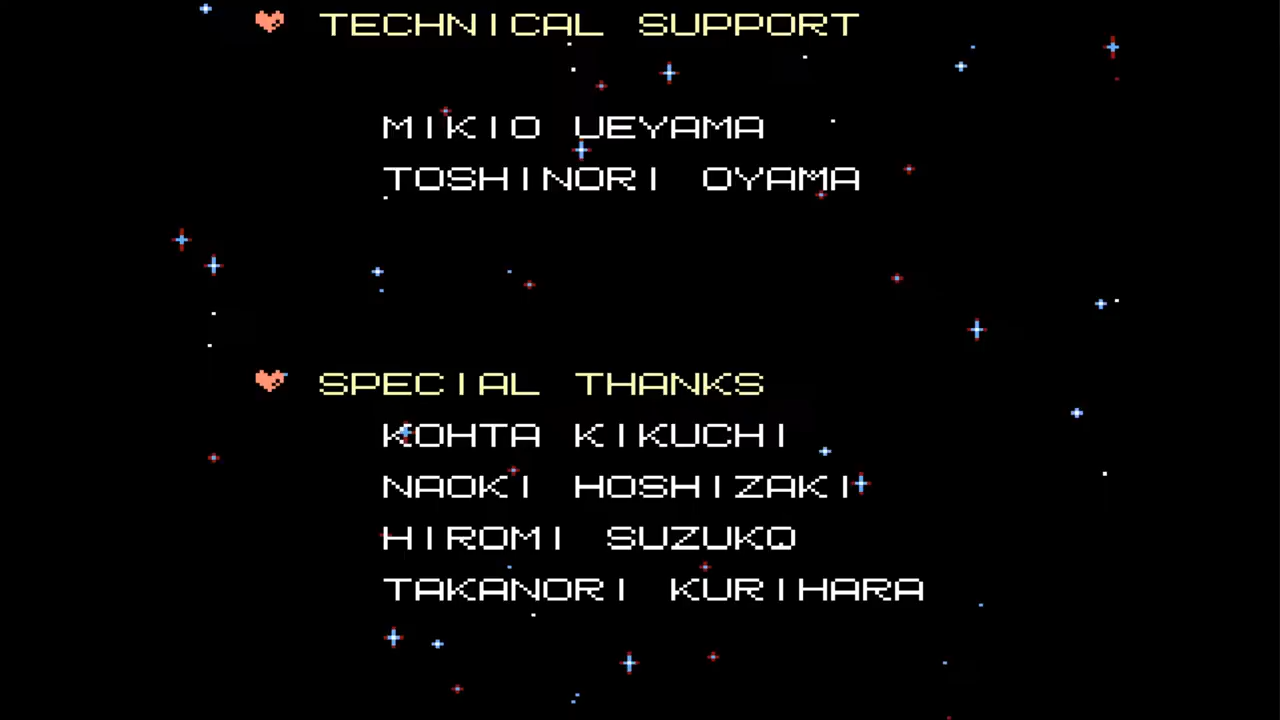 TECHNICAL SUPPORT
MIKIO UEYAMA
TOSHINORI OYAMA
SPECIAL THANKS
KOHTA KIKUCHI
NAOKI HOSHIZAKI
HIROMI SUZUKQ
TAKANORI KURIHARA